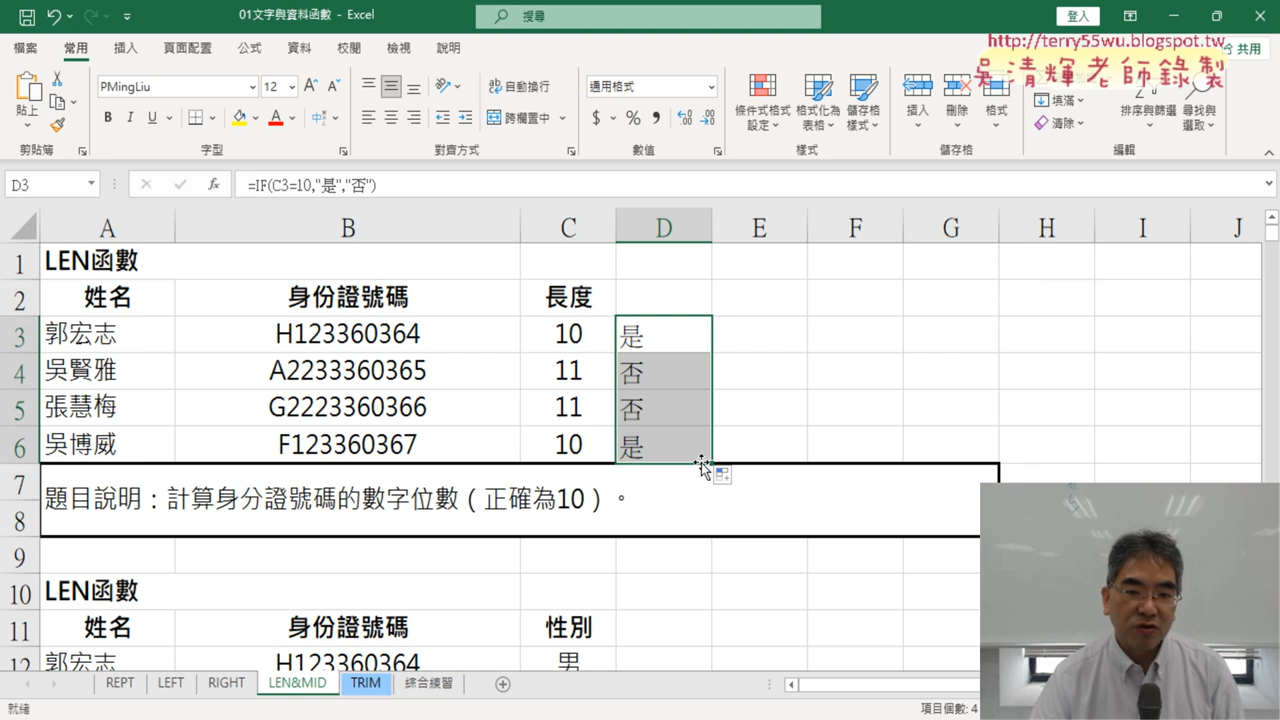 01文字與資料函數 - Excel
搜尋
登入
檔案 常用 插入 頁面配置 公式 資料 校閱 檢視 說明
共用
http://terry55wu.blogspot.tw
吳清輝老師錄製
貼上
PMingLiu 12
B I U
自動換行
跨欄置中
通用格式
條件式格式設定
格式化為表格
儲存格樣式
插入 刪除 格式
填滿
清除
排序與篩選
尋找與選取
剪貼簿 字型 對齊方式 數值 樣式 儲存格 編輯
D3
fx
=IF(C3=10,"是","否")
A B C D E F G H I J
1 LEN函數
2 姓名 身份證號碼 長度
3 郭宏志 H123360364 10 是
4 吳賢雅 A2233360365 11 否
5 張慧梅 G2223360366 11 否
6 吳博威 F123360367 10 是
7
題目說明：計算身分證號碼的數字位數（正確為10）。
8
9
10 LEN函數
11 姓名 身份證號碼 性別
12 郭宏志 H123360364 男
REPT LEFT RIGHT LEN&MID TRIM 綜合練習
就緒
項目個數: 4